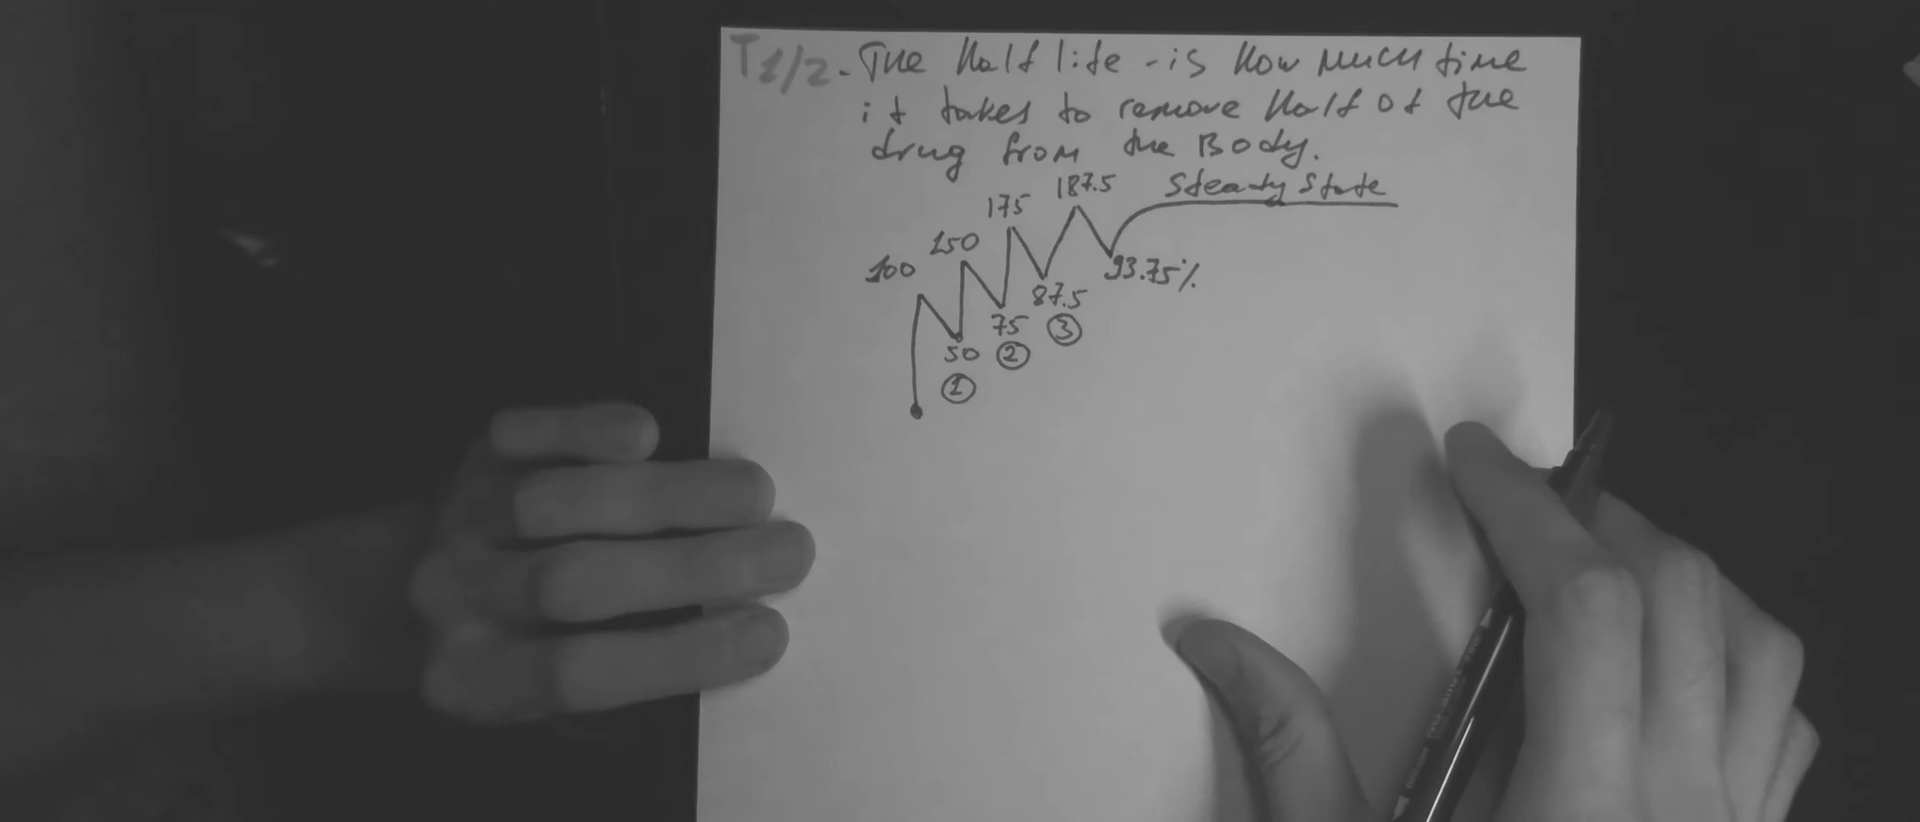 T1/2. The Half life - is How much time
it takes to remove Half of the
drug from the Body.
187.5 Steady State
175
150
100
93.75%
87.5
75 ③
50 ②
①